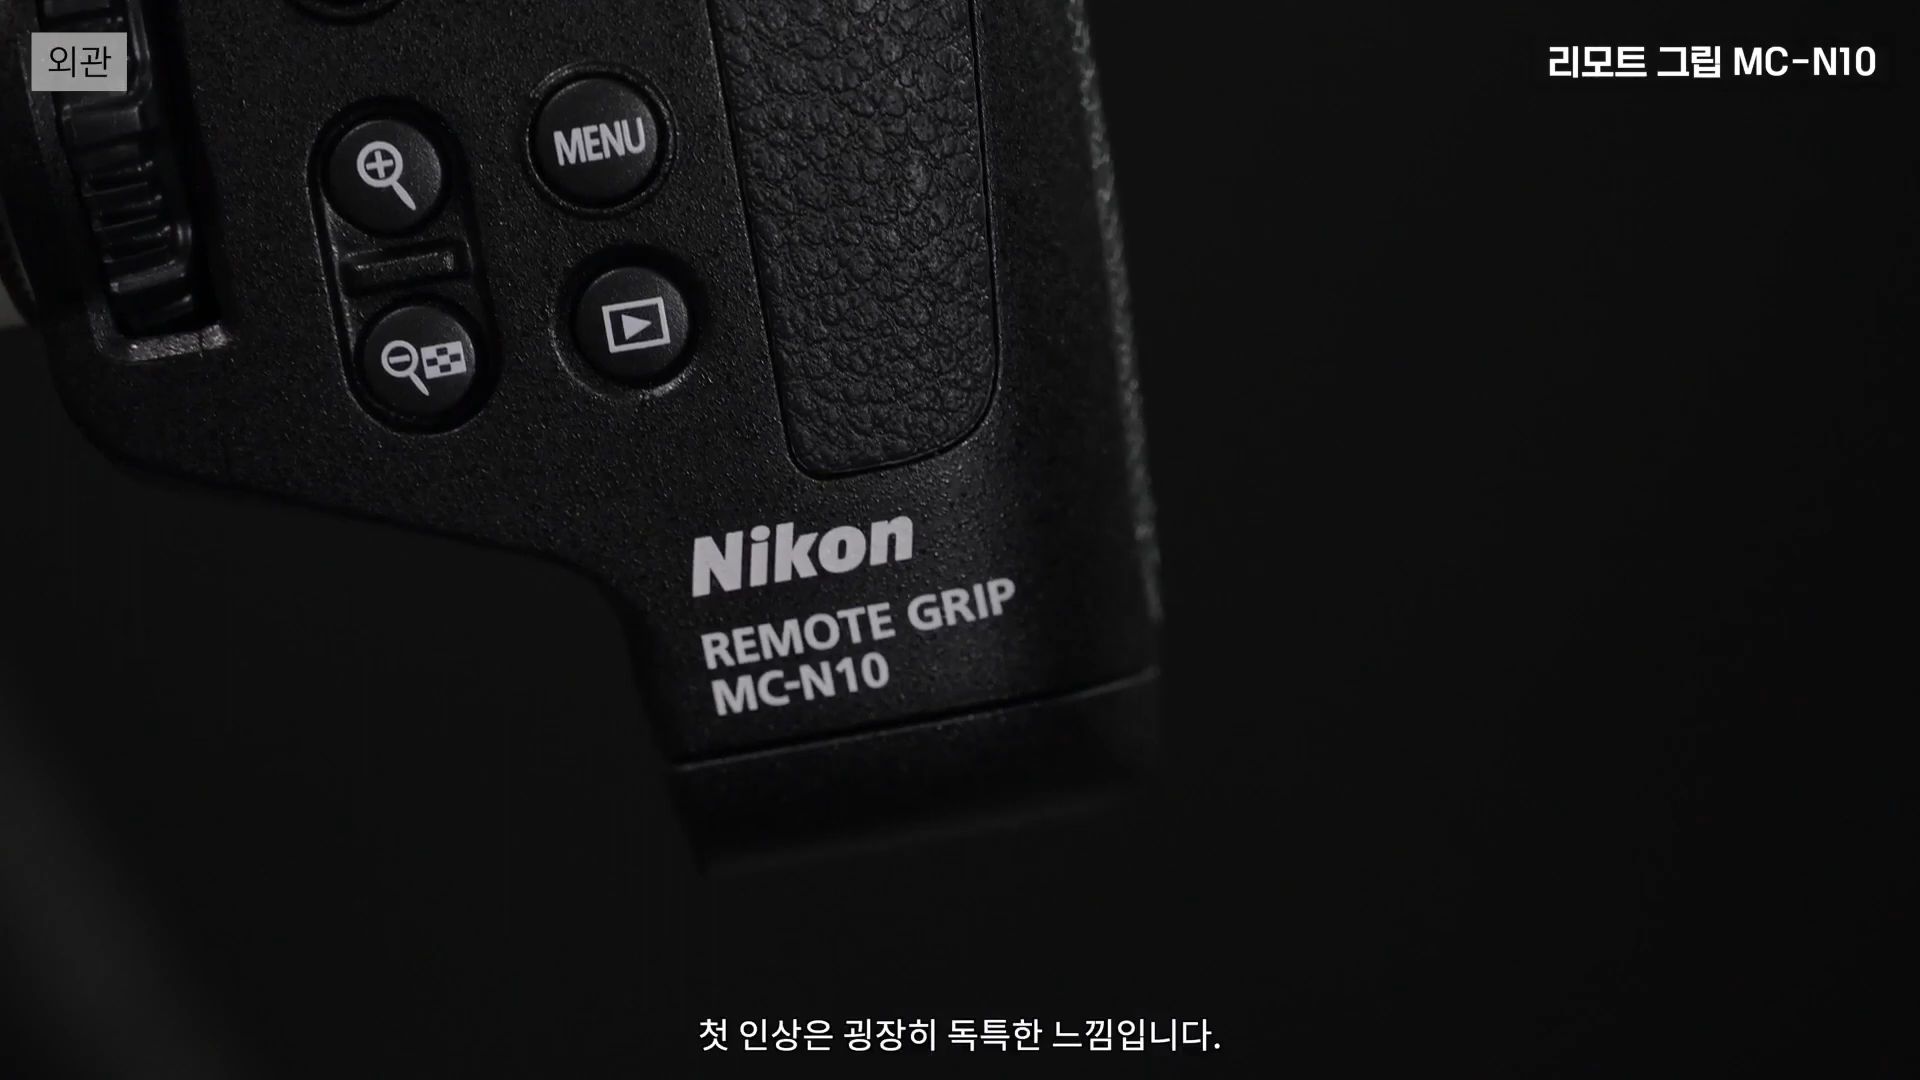 외관
리모트 그립 MC-N10
MENU
Nikon
REMOTE GRIP
MC-N10
첫 인상은 굉장히 독특한 느낌입니다.